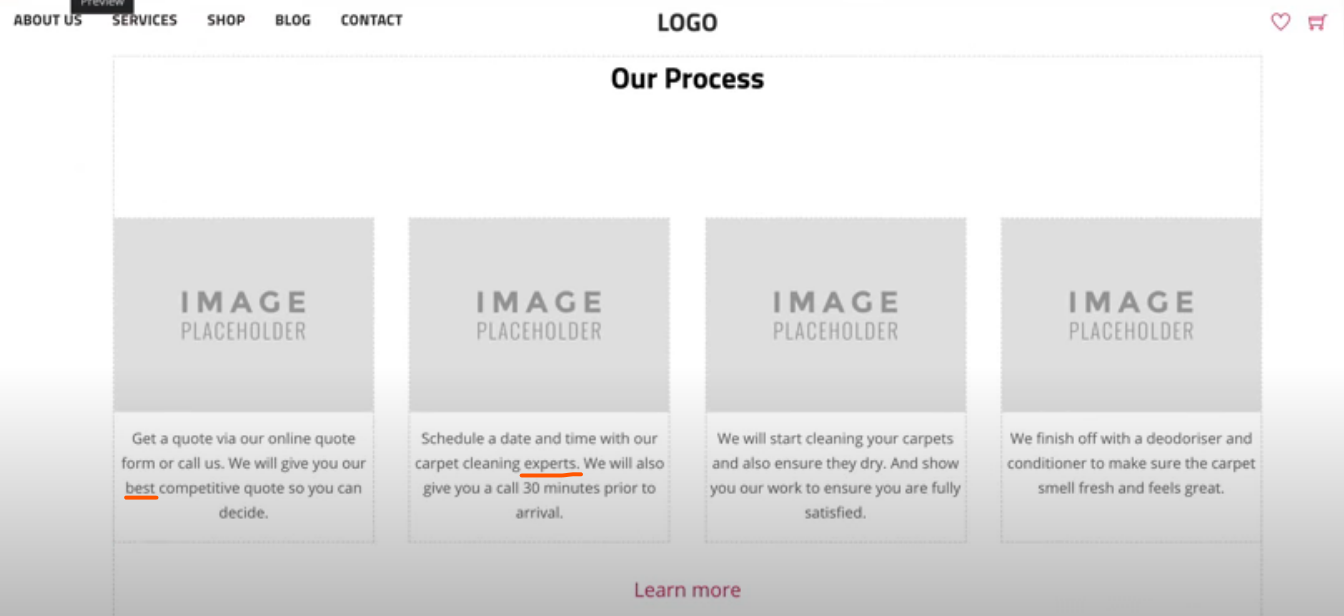 Preview
ABOUT US SERVICES SHOP BLOG CONTACT LOGO
Our Process
IMAGE PLACEHOLDER
IMAGE PLACEHOLDER
IMAGE PLACEHOLDER
IMAGE PLACEHOLDER
Get a quote via our online quote
form or call us. We will give you our
best competitive quote so you can
decide.
Schedule a date and time with our
carpet cleaning experts. We will also
give you a call 30 minutes prior to
arrival.
We will start cleaning your carpets
and also ensure they dry. And show
you our work to ensure you are fully
satisfied.
We finish off with a deodoriser and
conditioner to make sure the carpet
smell fresh and feels great.
Learn more